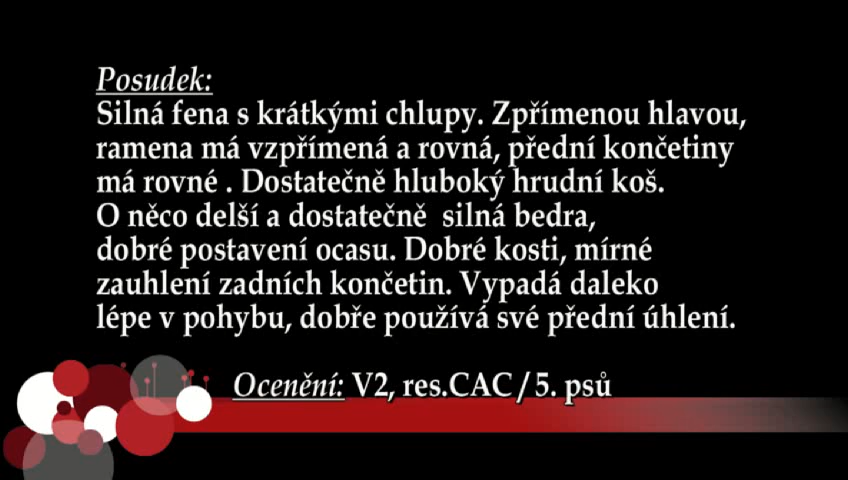 Posudek:
Silná fena s krátkými chlupy. Zpřímenou hlavou,
ramena má vzpřímená a rovná, přední končetiny
má rovné . Dostatečně hluboký hrudní koš.
O něco delší a dostatečně  silná bedra,
dobré postavení ocasu. Dobré kosti, mírné
zauhlení zadních končetin. Vypadá daleko
lépe v pohybu, dobře používá své přední úhlení.
Ocenění: V2, res.CAC / 5. psů